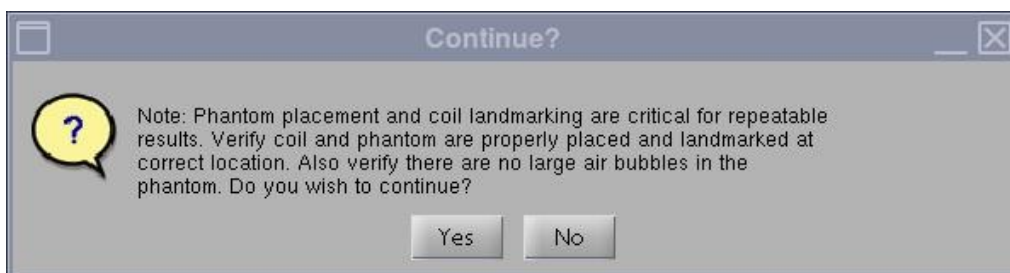 Continue?
?
Note: Phantom placement and coil landmarking are critical for repeatable
results. Verify coil and phantom are properly placed and landmarked at
correct location. Also verify there are no large air bubbles in the
phantom. Do you wish to continue?
Yes No